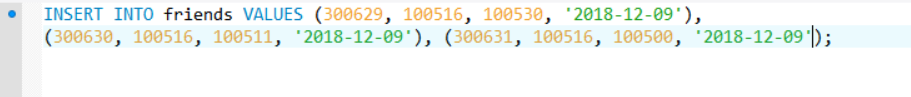 INSERT INTO friends VALUES (300629, 100516, 100530, '2018-12-09'),
(300630, 100516, 100511, '2018-12-09'), (300631, 100516, 100500, '2018-12-09');